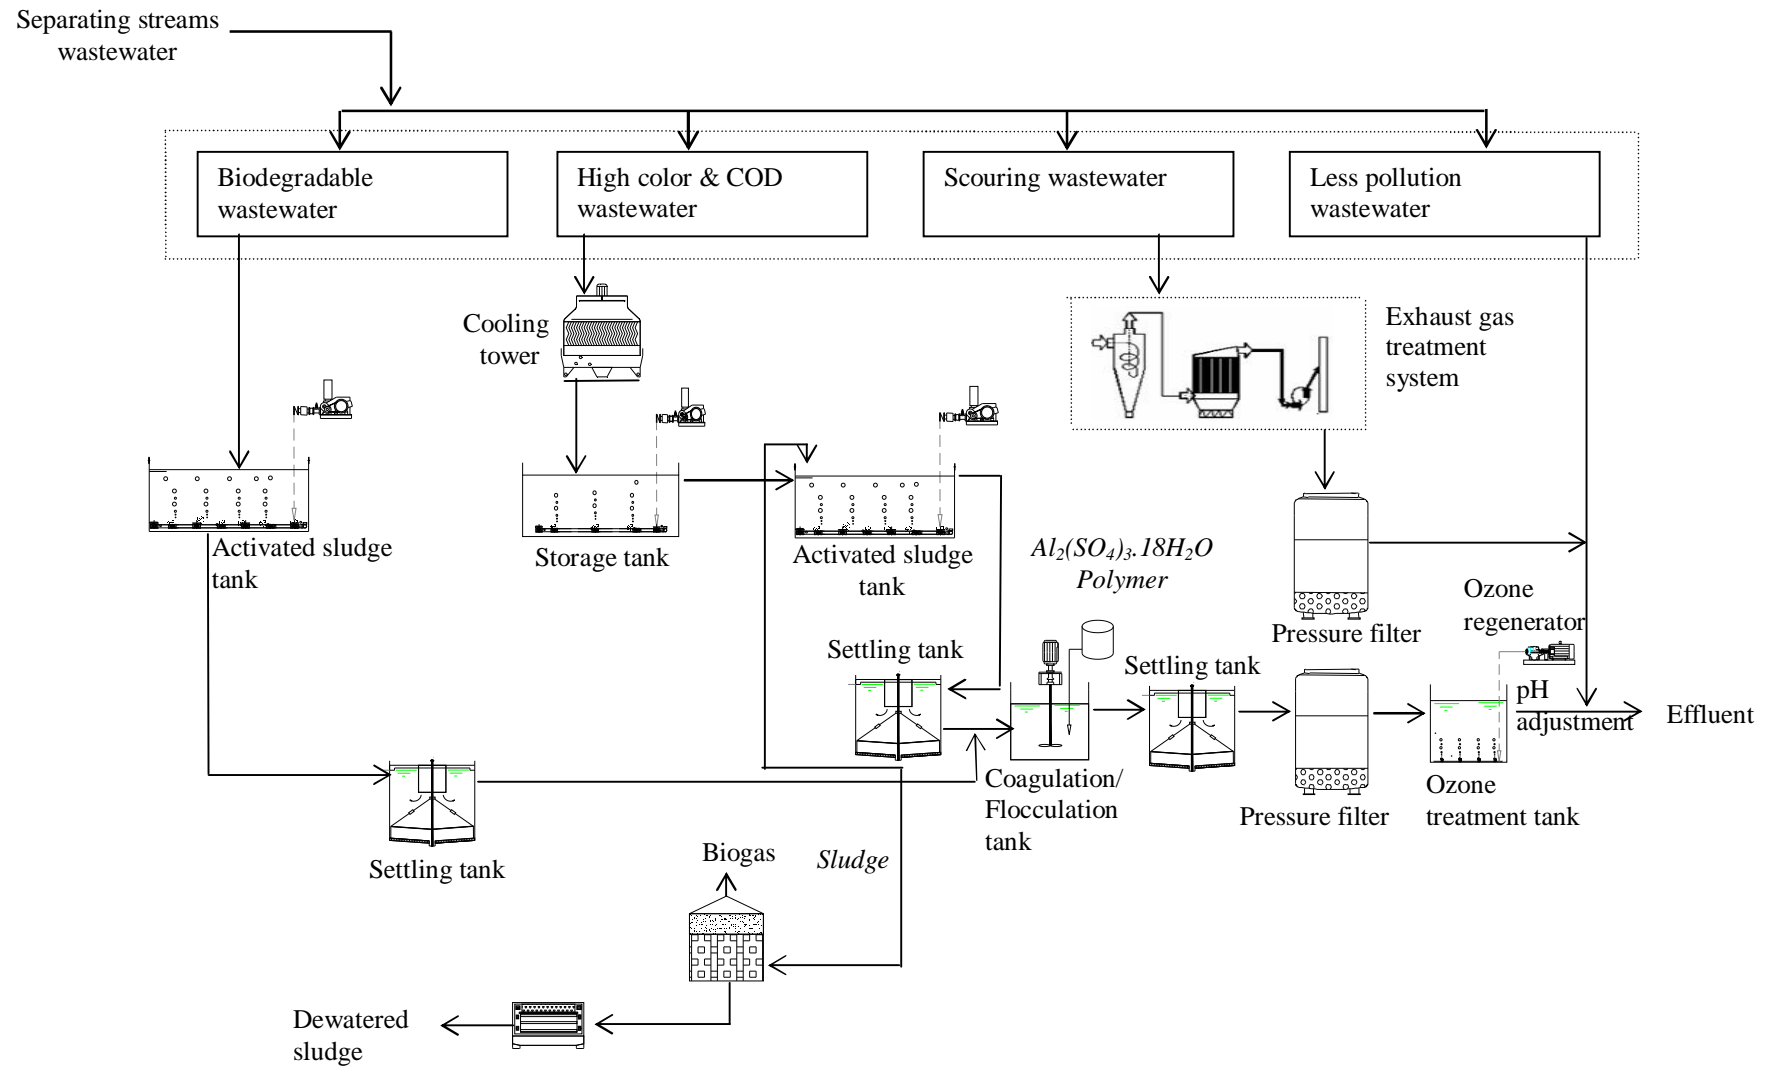 Separating streams
wastewater
Biodegradable
wastewater
High color & COD
wastewater
Scouring wastewater
Less pollution
wastewater
Cooling
tower
Exhaust gas
treatment
system
Activated sludge
tank
Storage tank
Activated sludge
tank
Al₂(SO₄)₃.18H₂O
Polymer
Ozone
regenerator
Pressure filter
Settling tank
Settling tank
pH
adjustment
Effluent
Coagulation/
Flocculation
tank
Pressure filter
Ozone
treatment tank
Settling tank
Biogas
Sludge
Dewatered
sludge